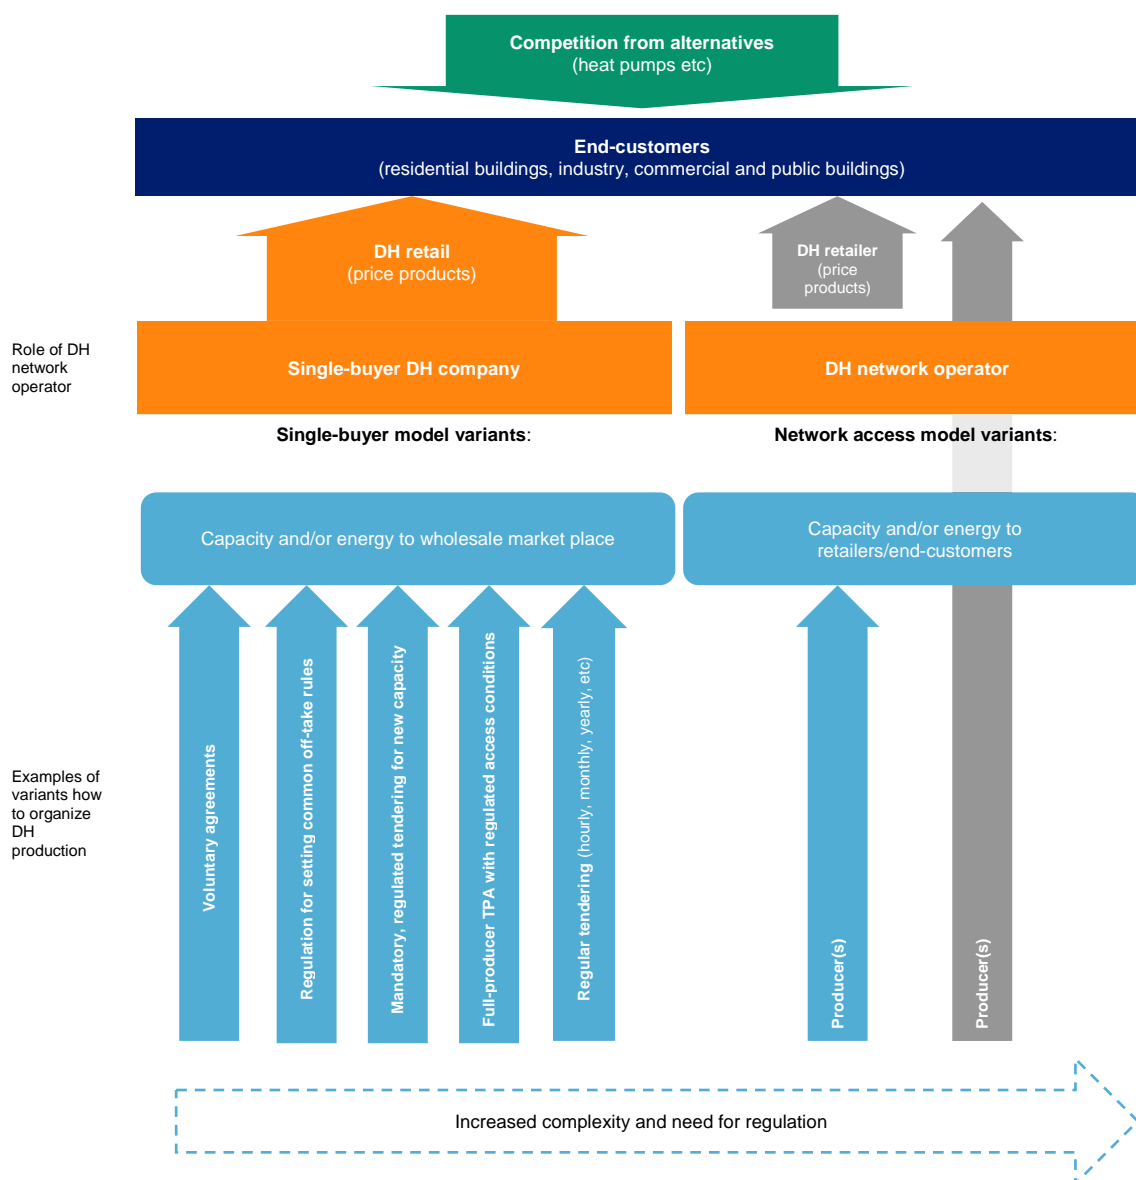 Competition from alternatives
(heat pumps etc)
End-customers
(residential buildings, industry, commercial and public buildings)
DH retail
(price products)
DH retailer
(price
products)
Role of DH
network
operator
Single-buyer DH company
DH network operator
Single-buyer model variants:
Network access model variants:
Capacity and/or energy to wholesale market place
Capacity and/or energy to
retailers/end-customers
Examples of
variants how
to organize
DH
production
Voluntary agreements
Regulation for setting common off-take rules
Mandatory, regulated tendering for new capacity
Full-producer TPA with regulated access conditions
Regular tendering (hourly, monthly, yearly, etc)
Producer(s)
Producer(s)
Increased complexity and need for regulation